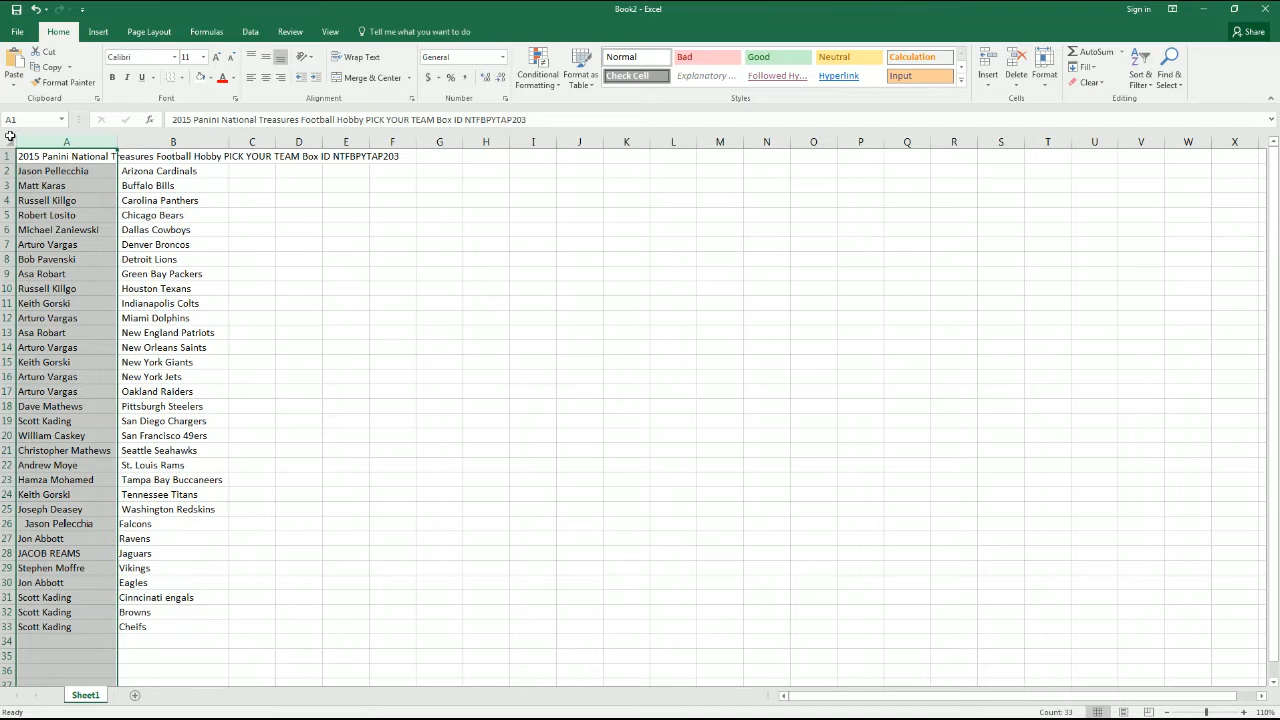 Book2 - Excel
Sign in
File Home Insert Page Layout Formulas Data Review View Tell me what you want to do Share
Paste Cut Copy Format Painter Clipboard
Calibri 11 B I U Font
Wrap Text Merge & Center Alignment
General $ % , Number
Conditional Formatting Format as Table
Normal Bad Good Neutral Calculation
Check Cell Explanatory ... Followed Hy... Hyperlink Input
Styles
Insert Delete Format Cells
AutoSum Fill Clear Sort & Filter Find & Select Editing
A1 fx 2015 Panini National Treasures Football Hobby PICK YOUR TEAM Box ID NTFBPYTAP203
A B C D E F G H I J K L M N O P Q R S T U V W X
1 2015 Panini National Treasures Football Hobby PICK YOUR TEAM Box ID NTFBPYTAP203
2 Jason Pellecchia Arizona Cardinals
3 Matt Karas Buffalo Bills
4 Russell Killgo Carolina Panthers
5 Robert Losito Chicago Bears
6 Michael Zaniewski Dallas Cowboys
7 Arturo Vargas Denver Broncos
8 Bob Pavenski Detroit Lions
9 Asa Robart Green Bay Packers
10 Russell Killgo Houston Texans
11 Keith Gorski Indianapolis Colts
12 Arturo Vargas Miami Dolphins
13 Asa Robart New England Patriots
14 Arturo Vargas New Orleans Saints
15 Keith Gorski New York Giants
16 Arturo Vargas New York Jets
17 Arturo Vargas Oakland Raiders
18 Dave Mathews Pittsburgh Steelers
19 Scott Kading San Diego Chargers
20 William Caskey San Francisco 49ers
21 Christopher Mathews Seattle Seahawks
22 Andrew Moye St. Louis Rams
23 Hamza Mohamed Tampa Bay Buccaneers
24 Keith Gorski Tennessee Titans
25 Joseph Deasey Washington Redskins
26 Jason Pelecchia Falcons
27 Jon Abbott Ravens
28 JACOB REAMS Jaguars
29 Stephen Moffre Vikings
30 Jon Abbott Eagles
31 Scott Kading Cinncinati engals
32 Scott Kading Browns
33 Scott Kading Chelfs
34
35
36
37
Sheet1
Ready Count: 33 110%